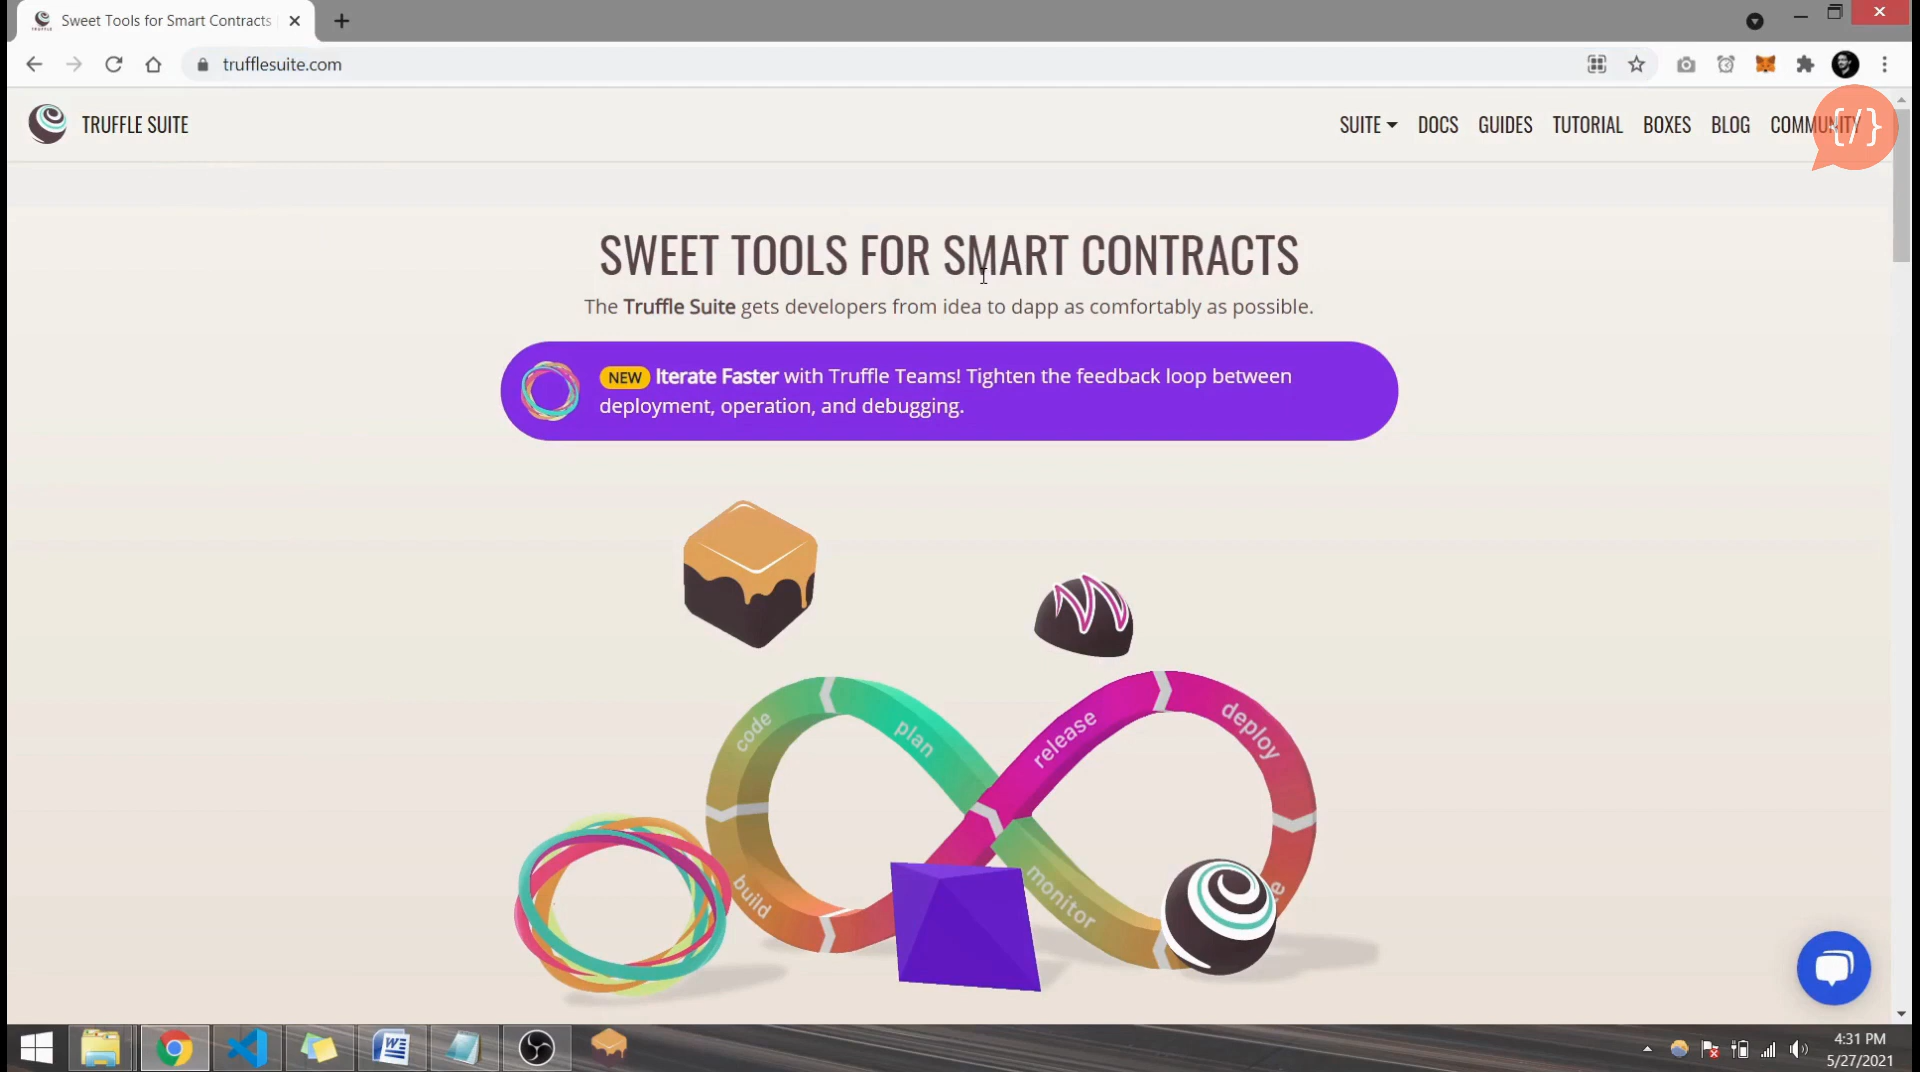 Sweet Tools for Smart Contracts
trufflesuite.com
TRUFFLE SUITE
SUITE DOCS GUIDES TUTORIAL BOXES BLOG COMMUNITY
{/}
SWEET TOOLS FOR SMART CONTRACTS
The Truffle Suite gets developers from idea to dapp as comfortably as possible.
NEW Iterate Faster with Truffle Teams! Tighten the feedback loop between
deployment, operation, and debugging.
code
plan
release
deploy
build
monitor
4:31 PM
5/27/2021